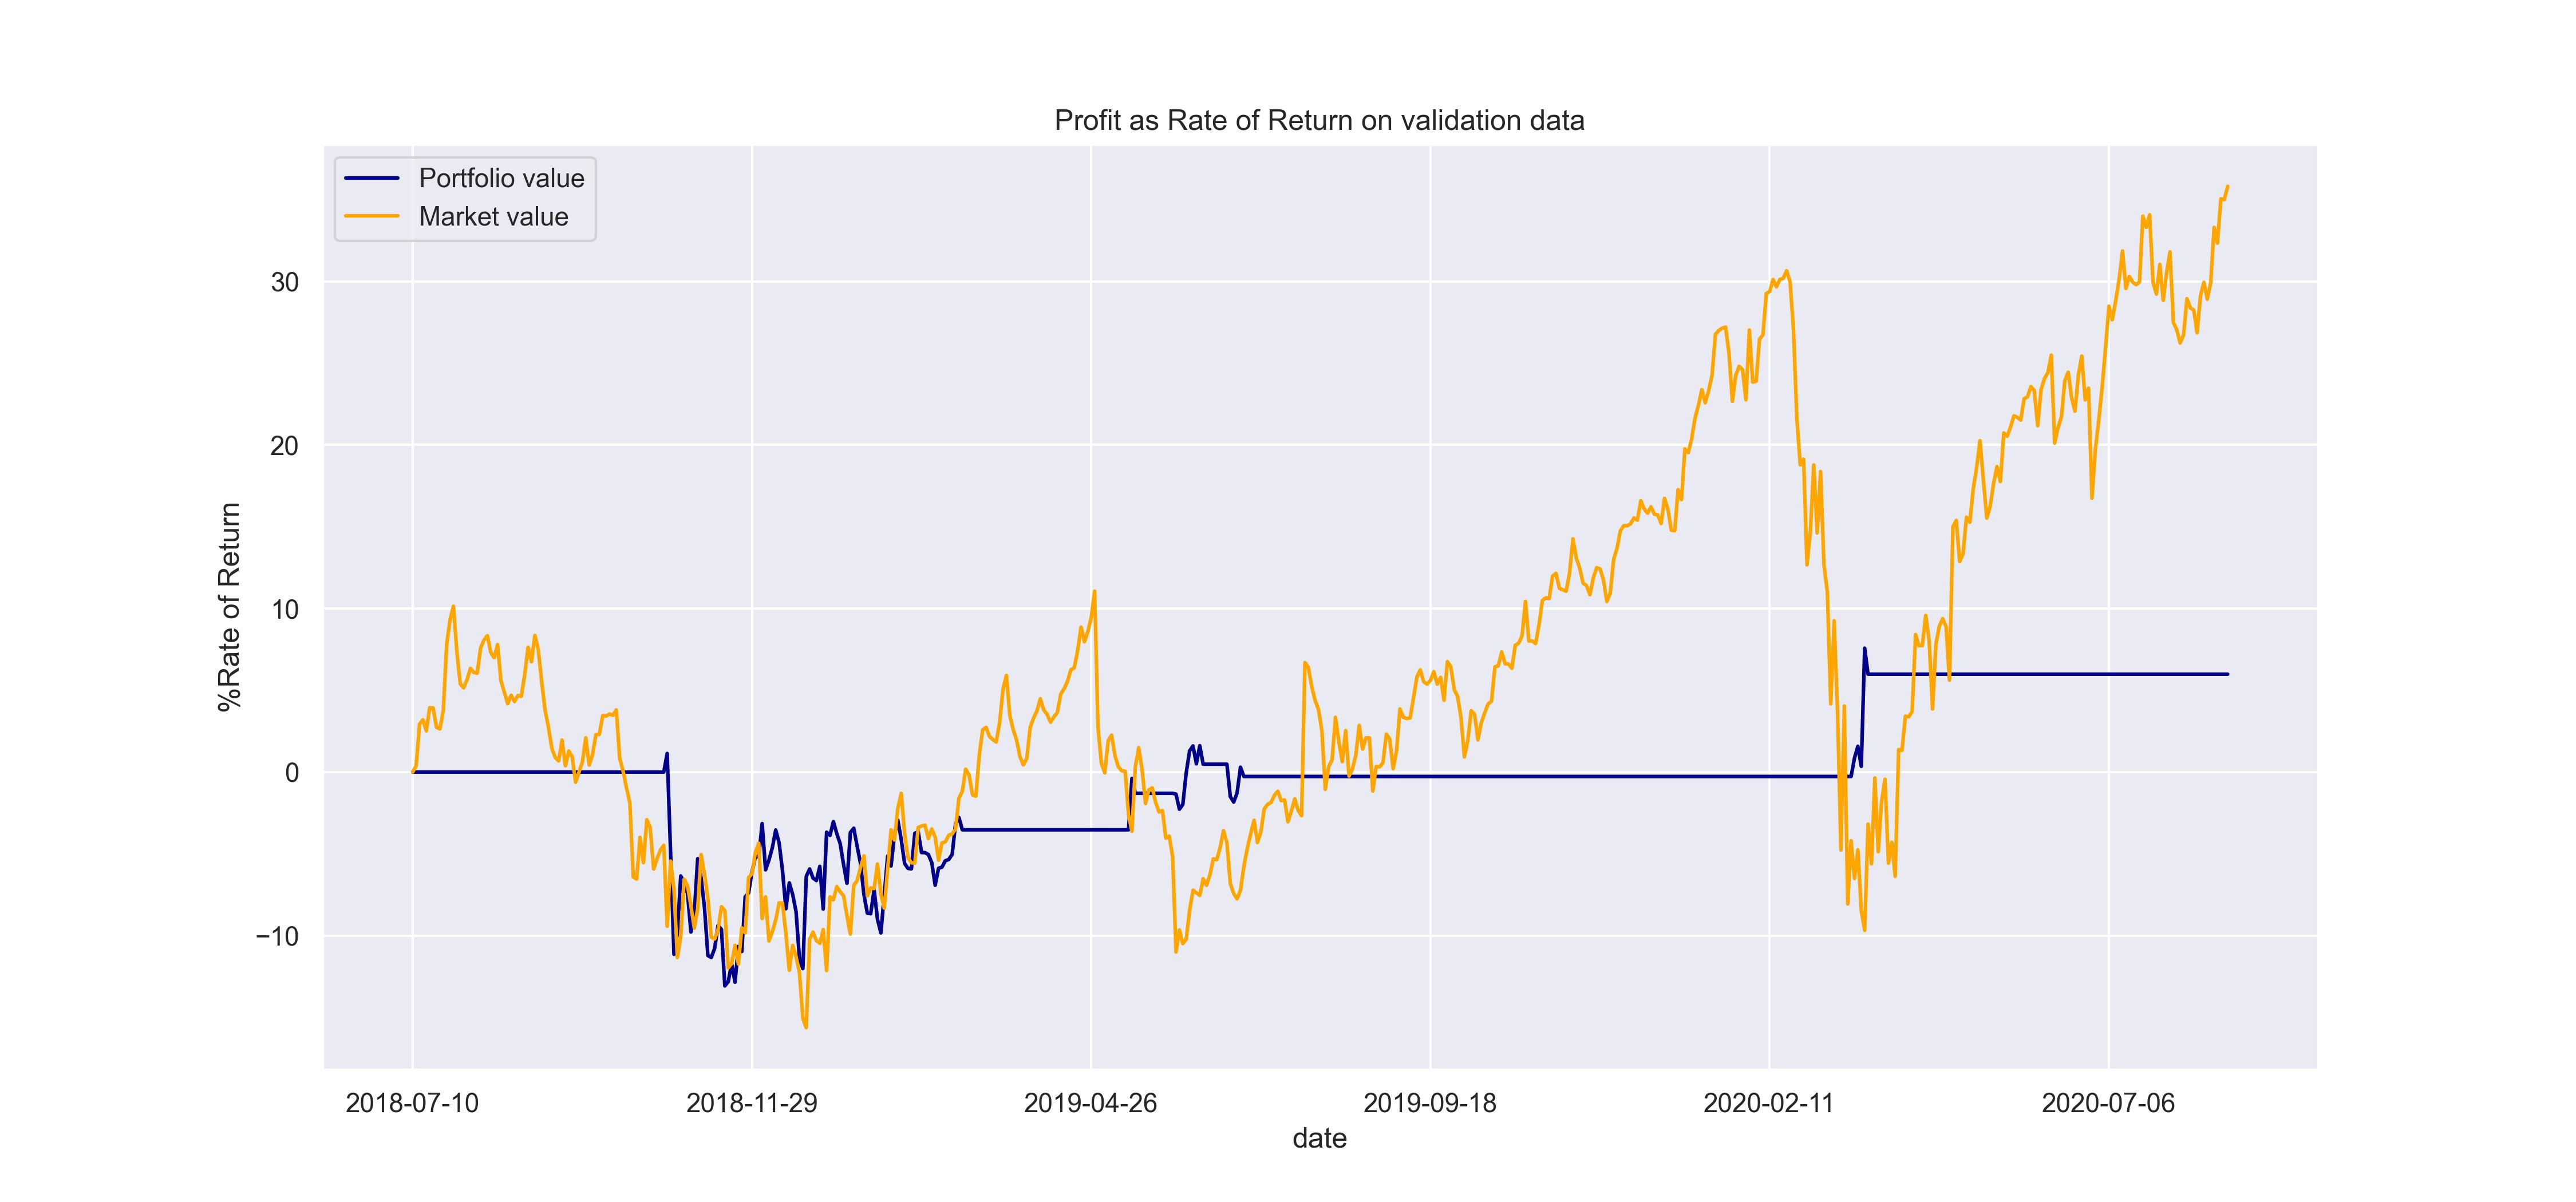 Profit as Rate of Return on validation data
Portfolio value
Market value
30
20
10
0
−10
%Rate of Return
2018-07-10
2018-11-29
2019-04-26
2019-09-18
2020-02-11
2020-07-06
date